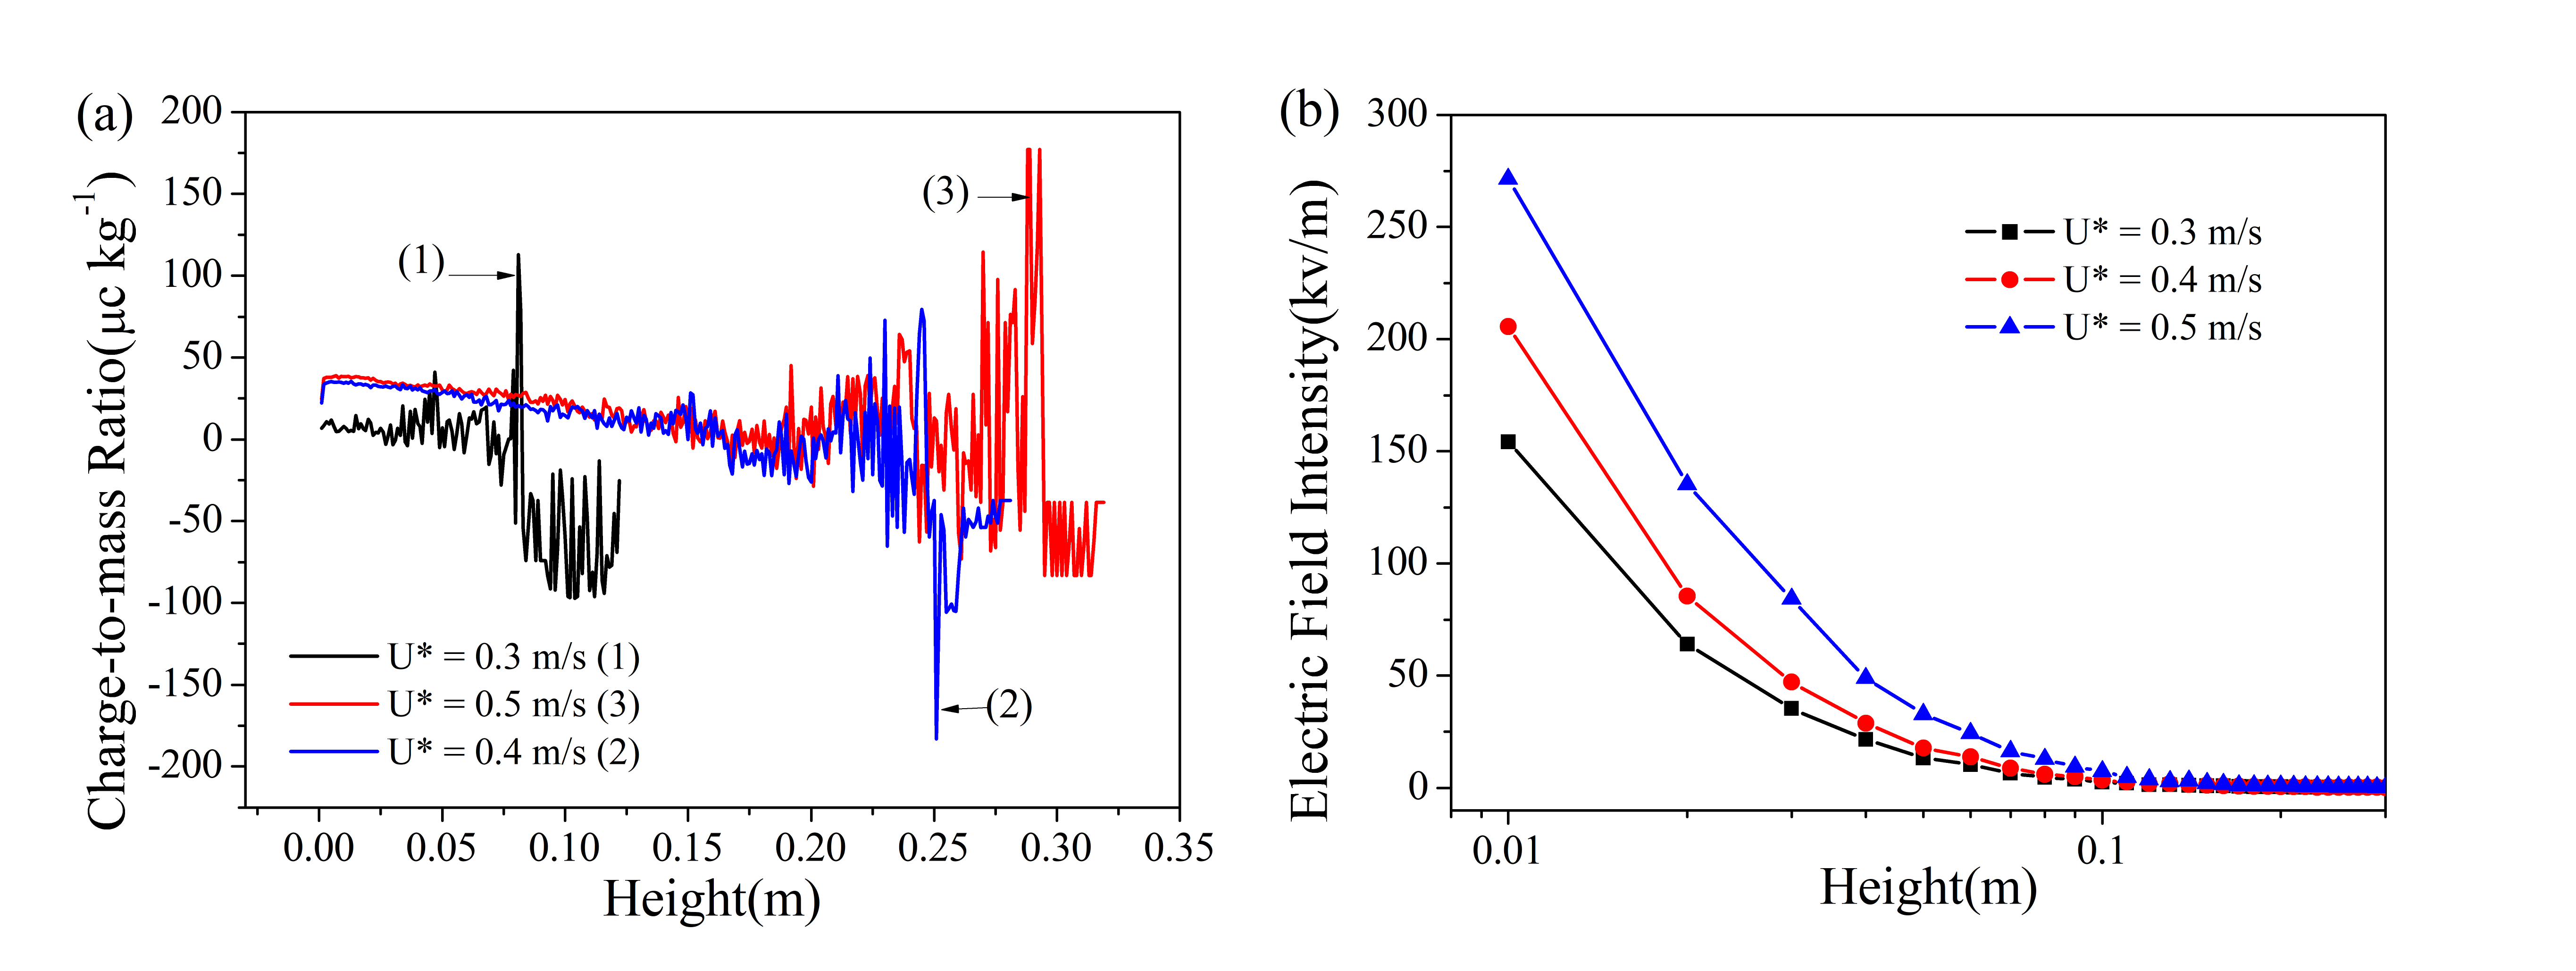 (a)
Charge-to-mass Ratio(μc kg-1)
200
150
100
50
0
-50
-100
-150
-200
(1)
(3)
(2)
U* = 0.3 m/s (1)
U* = 0.5 m/s (3)
U* = 0.4 m/s (2)
0.00 0.05 0.10 0.15 0.20 0.25 0.30 0.35
Height(m)
(b)
Electric Field Intensity(kv/m)
300
250
200
150
100
50
0
U* = 0.3 m/s
U* = 0.4 m/s
U* = 0.5 m/s
0.01 0.1
Height(m)